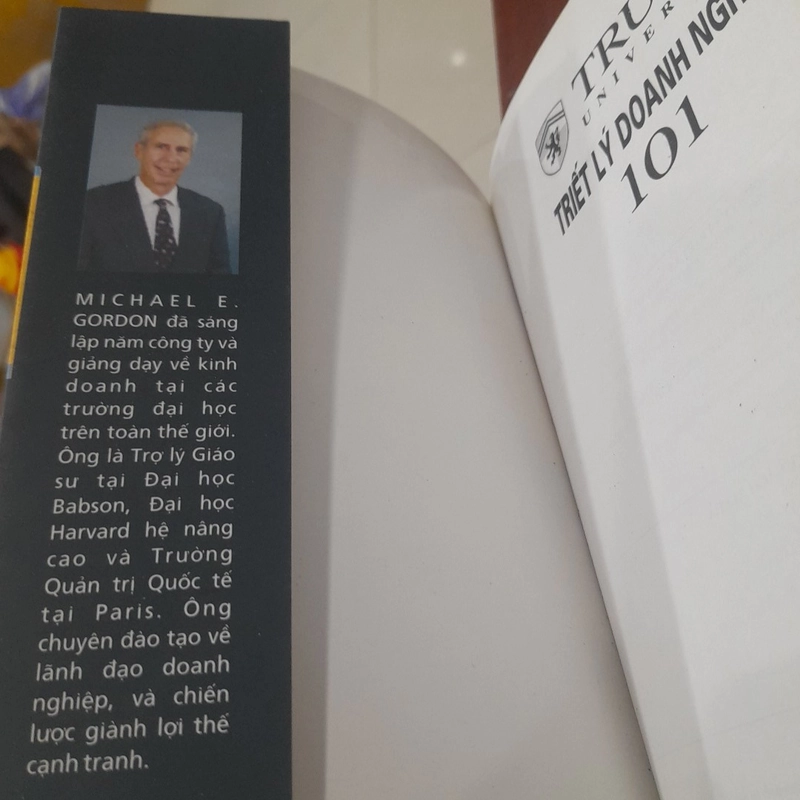 MICHAEL E.
GORDON đã sáng
lập năm công ty và
giảng dạy về kinh
doanh tại các
trường đại học
trên toàn thế giới.
Ông là Trợ lý Giáo
sư tại Đại học
Babson, Đại học
Harvard hệ nâng
cao và Trường
Quản trị Quốc tế
tại Paris. Ông
chuyên đào tạo về
lãnh đạo doanh
nghiệp, và chiến
lược giành lợi thế
cạnh tranh.
TRU
UNIVER
TRIẾT LÝ DOANH NGH
101